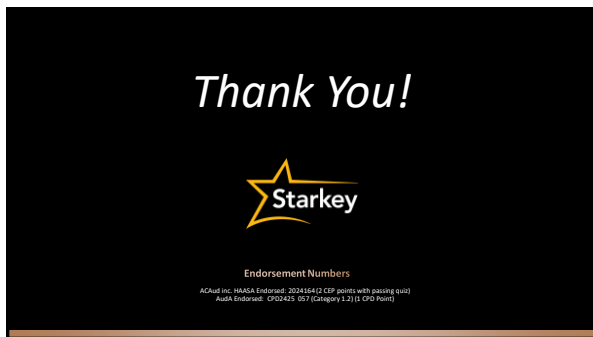 Thank You!
Starkey
Endorsement Numbers
ACAud inc. HAASA Endorsed: 2024164 (2 CEP points with passing quiz)
AudA Endorsed: CPD2425 057 (Category 1.2) (1 CPD Point)